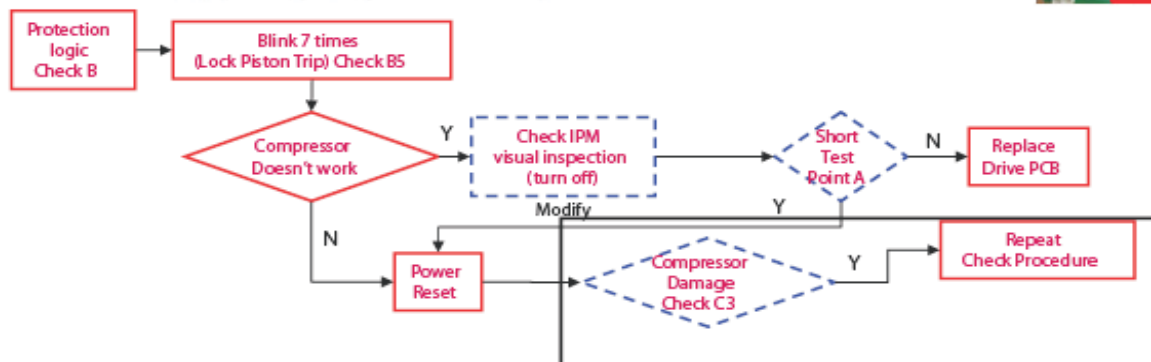 Protection
logic
Check B
Blink 7 times
(Lock Piston Trip) Check B5
Compressor
Doesn't work
Y
Check IPM
visual inspection
(turn off)
Short
Test
Point A
N
Replace
Drive PCB
Modify
Y
N
Power
Reset
Compressor
Damage
Check C3
Y
Repeat
Check Procedure